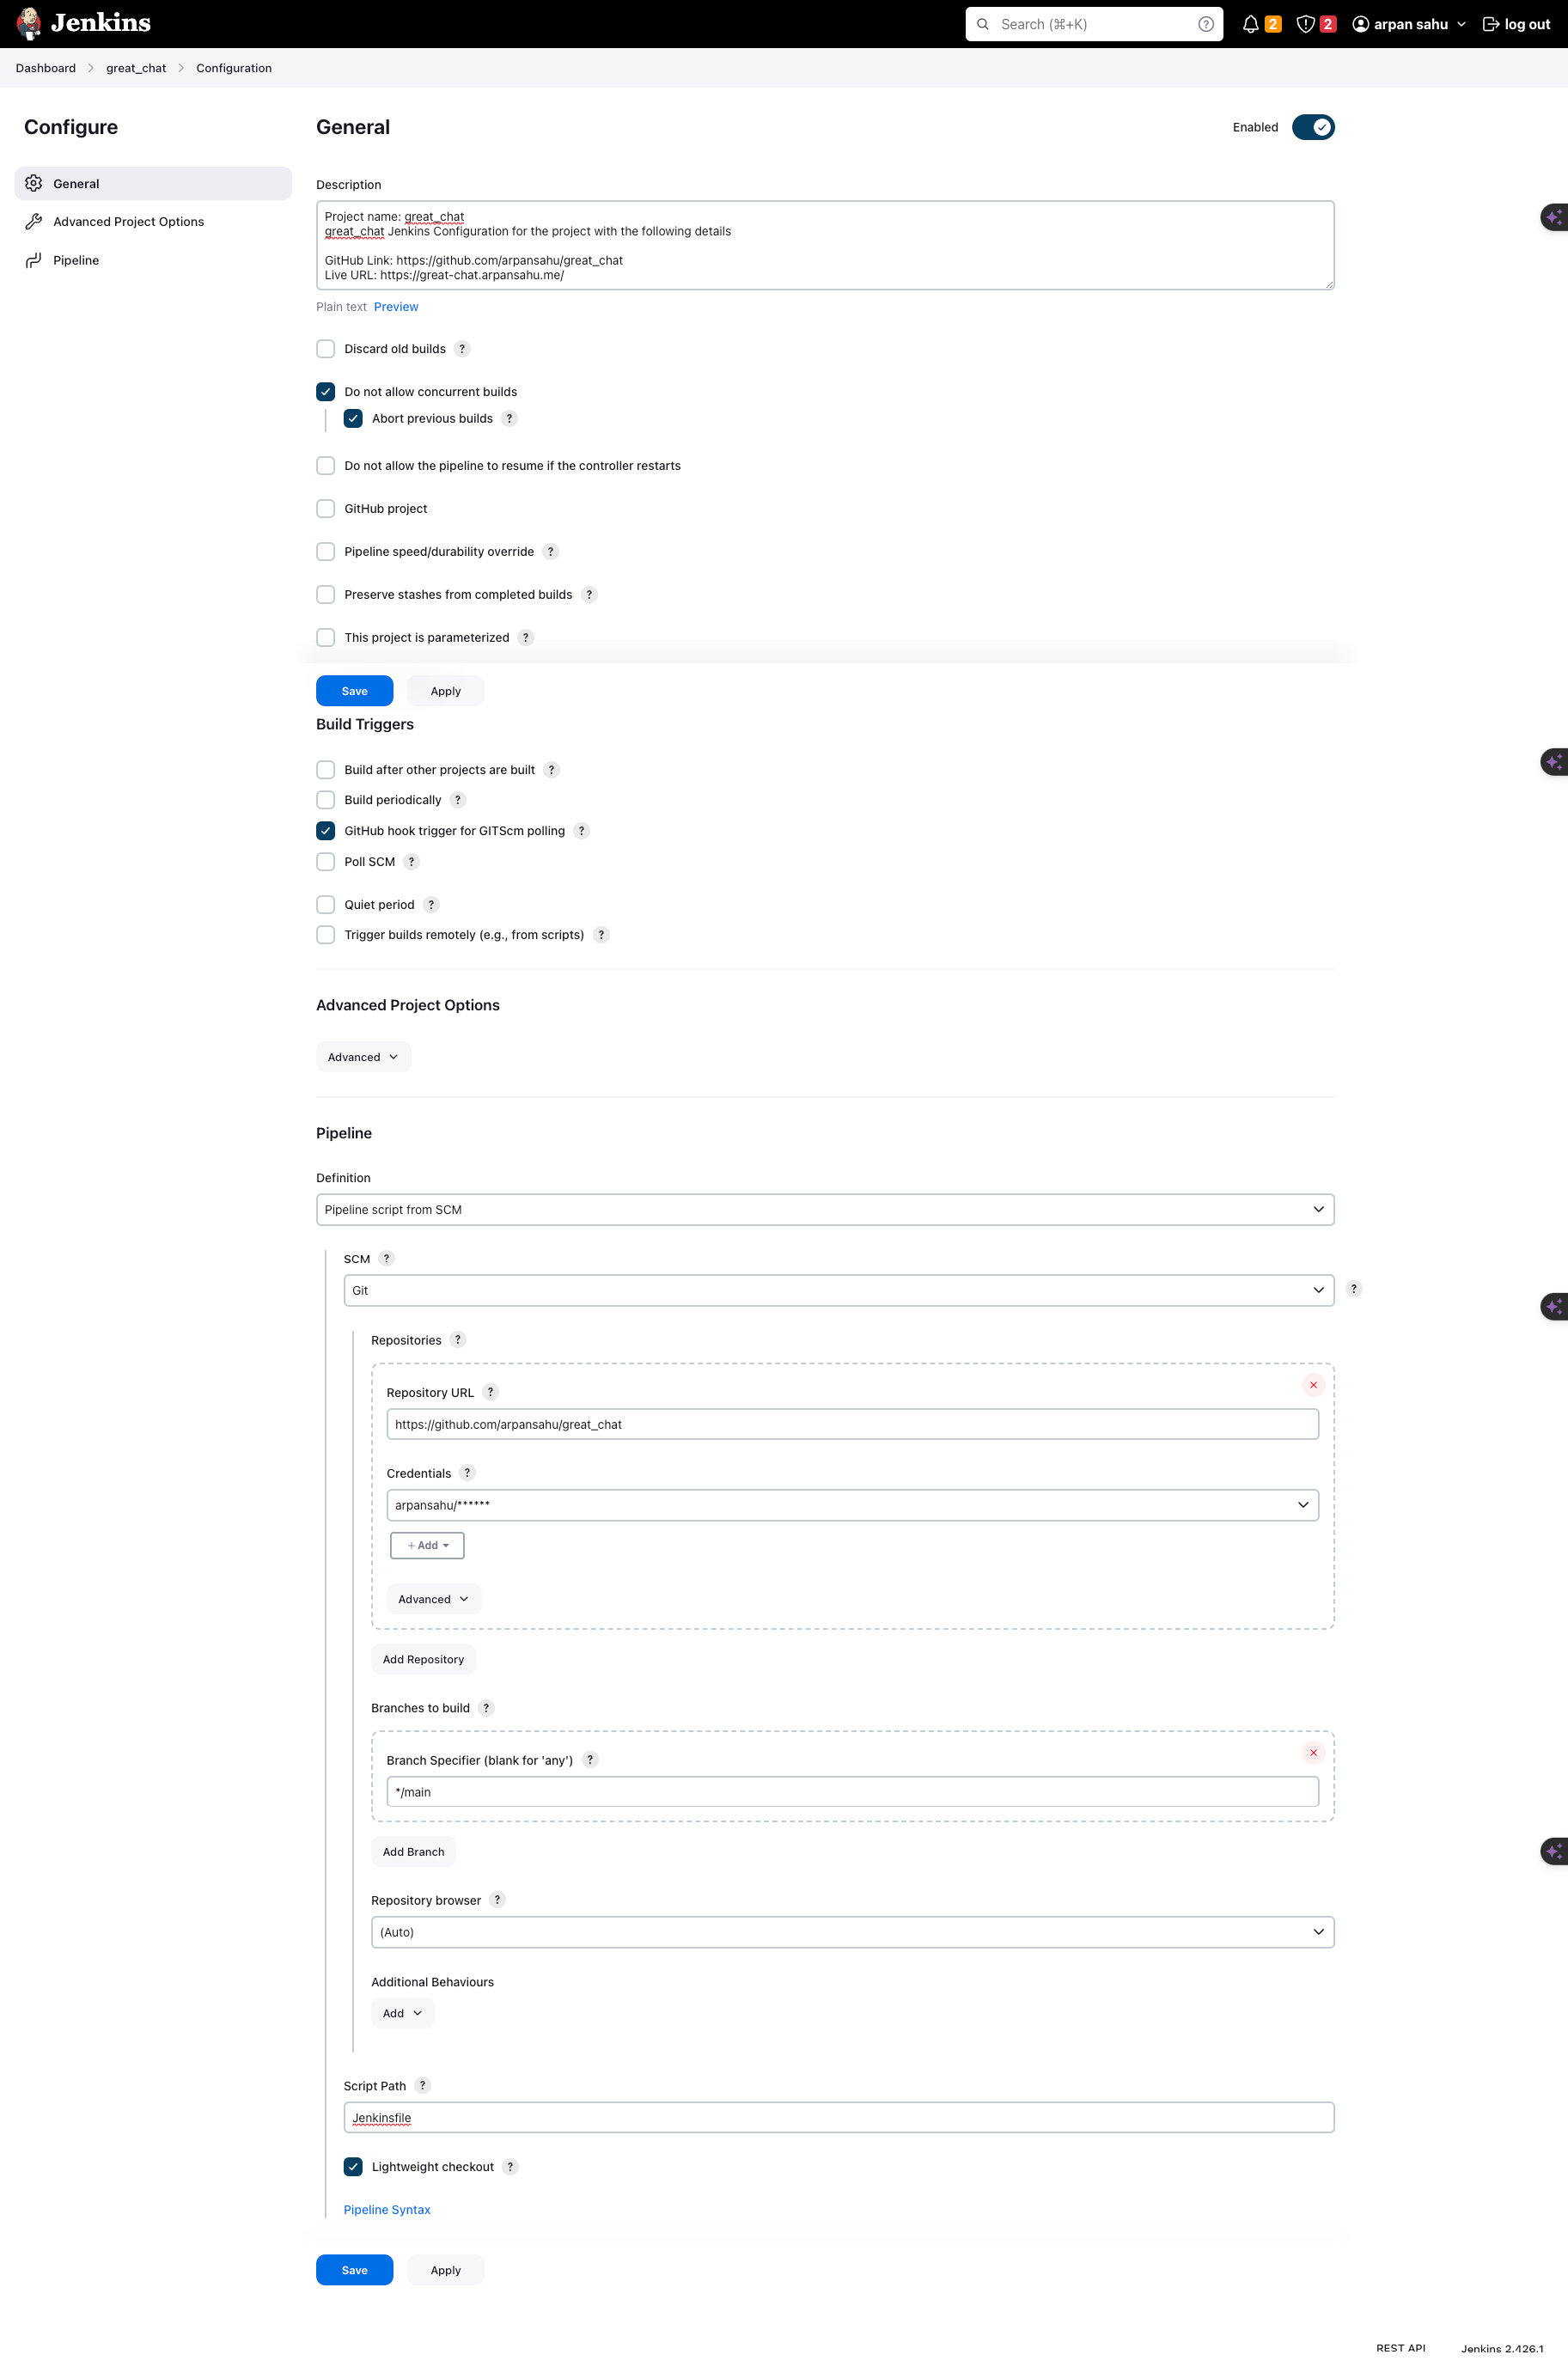 Jenkins
Search (⌘+K)
?
2
2
arpan sahu
log out
Dashboard
great_chat
Configuration
Configure
General
Advanced Project Options
Pipeline
General
Enabled
Description
Project name: great_chat
great_chat Jenkins Configuration for the project with the following details
GitHub Link: https://github.com/arpansahu/great_chat
Live URL: https://great-chat.arpansahu.me/
Plain text Preview
Discard old builds ?
Do not allow concurrent builds
Abort previous builds ?
Do not allow the pipeline to resume if the controller restarts
GitHub project
Pipeline speed/durability override ?
Preserve stashes from completed builds ?
This project is parameterized ?
Save
Apply
Build Triggers
Build after other projects are built ?
Build periodically ?
GitHub hook trigger for GITScm polling ?
Poll SCM ?
Quiet period ?
Trigger builds remotely (e.g., from scripts) ?
Advanced Project Options
Advanced
Pipeline
Definition
Pipeline script from SCM
SCM ?
Git
?
Repositories ?
Repository URL ?
https://github.com/arpansahu/great_chat
Credentials ?
arpansahu/******
+ Add
Advanced
Add Repository
Branches to build ?
Branch Specifier (blank for 'any') ?
*/main
Add Branch
Repository browser ?
(Auto)
Additional Behaviours
Add
Script Path ?
Jenkinsfile
Lightweight checkout ?
Pipeline Syntax
Save
Apply
REST API
Jenkins 2.426.1